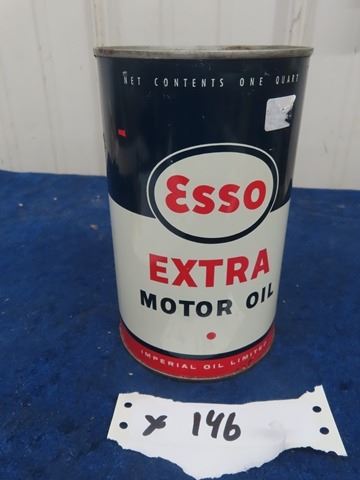 NET CONTENTS ONE QUART
Esso
EXTRA
MOTOR OIL
IMPERIAL OIL LIMITED
x 146